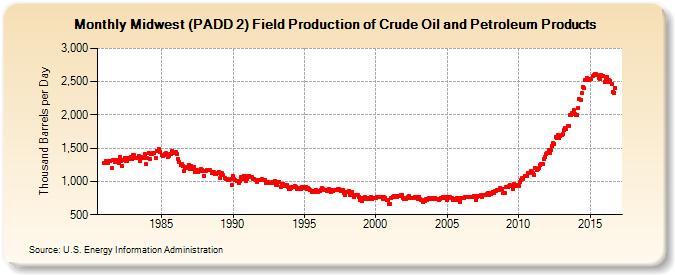 Monthly Midwest (PADD 2) Field Production of Crude Oil and Petroleum Products
Thousand Barrels per Day
3,000
2,500
2,000
1,500
1,000
500
1985 1990 1995 2000 2005 2010 2015
Source: U.S. Energy Information Administration